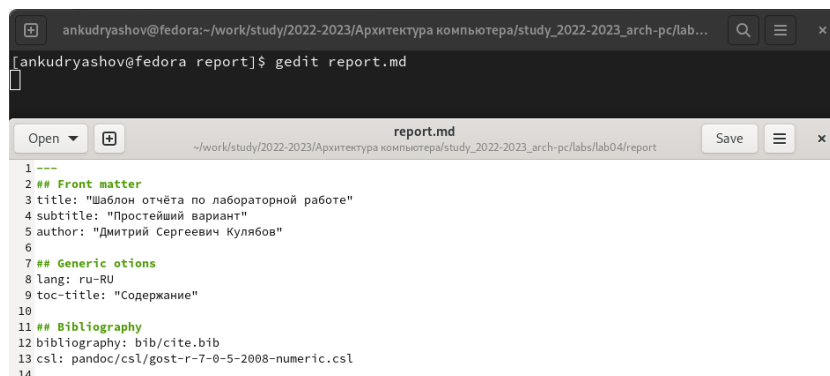 ankudryashov@fedora:~/work/study/2022-2023/Архитектура компьютера/study_2022-2023_arch-pc/lab...
[ankudryashov@fedora report]$ gedit report.md
Open
report.md
~/work/study/2022-2023/Архитектура компьютера/study_2022-2023_arch-pc/labs/lab04/report
Save
1 ---
2 ## Front matter
3 title: "Шаблон отчёта по лабораторной работе"
4 subtitle: "Простейший вариант"
5 author: "Дмитрий Сергеевич Кулябов"
6
7 ## Generic otions
8 lang: ru-RU
9 toc-title: "Содержание"
10
11 ## Bibliography
12 bibliography: bib/cite.bib
13 csl: pandoc/csl/gost-r-7-0-5-2008-numeric.csl
14